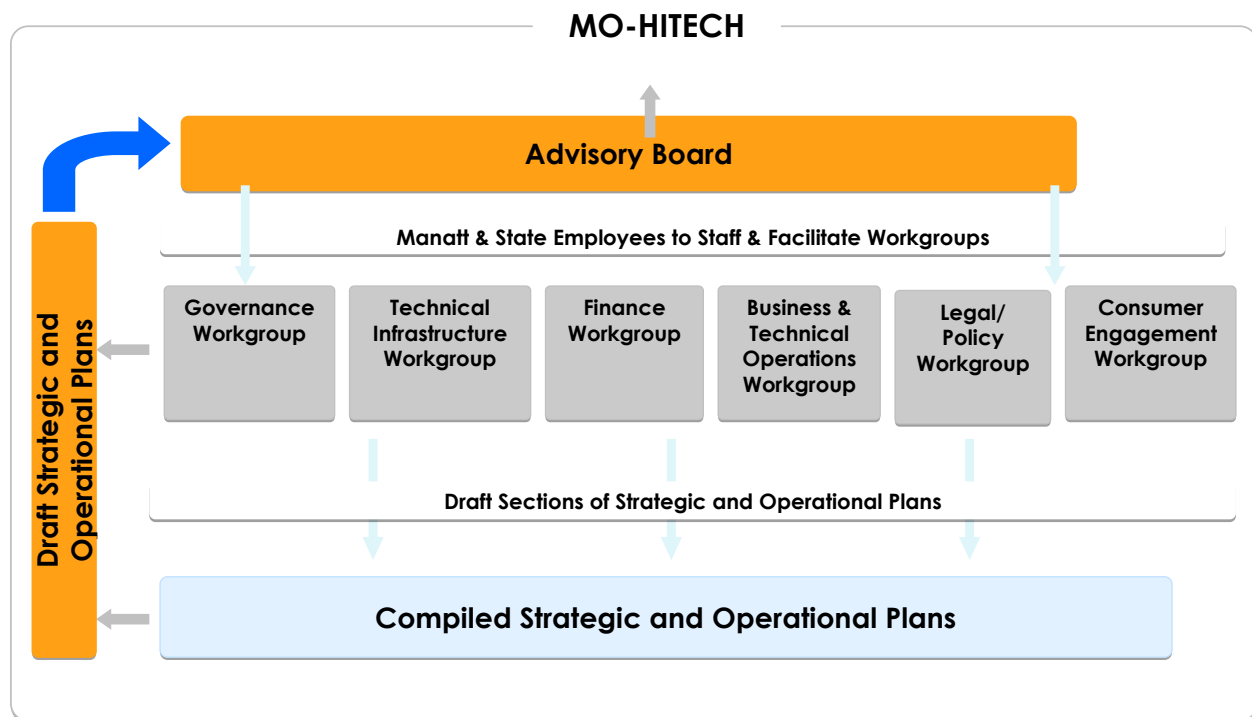 MO-HITECH
Advisory Board
Manatt & State Employees to Staff & Facilitate Workgroups
Governance
Workgroup
Technical
Infrastructure
Workgroup
Finance
Workgroup
Business &
Technical
Operations
Workgroup
Legal/
Policy
Workgroup
Consumer
Engagement
Workgroup
Draft Strategic and
Operational Plans
Draft Sections of Strategic and Operational Plans
Compiled Strategic and Operational Plans